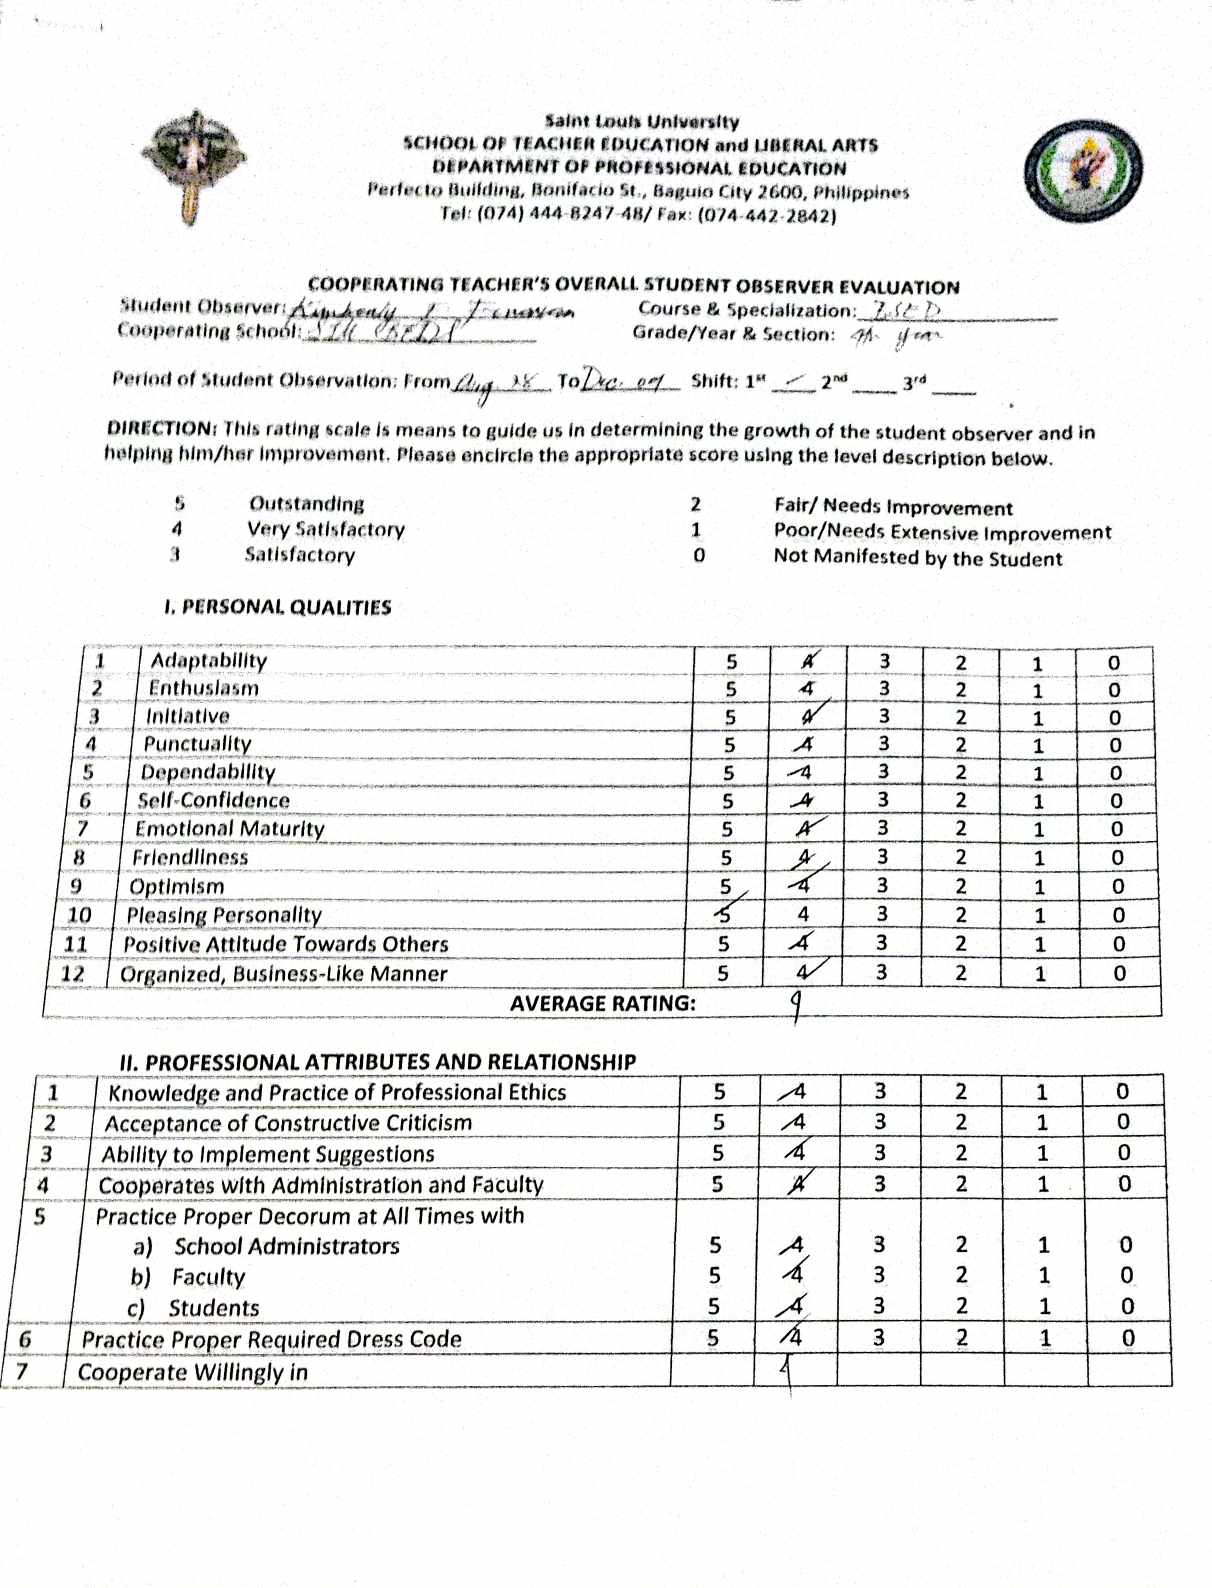 Saint Louis University
SCHOOL OF TEACHER EDUCATION and LIBERAL ARTS
DEPARTMENT OF PROFESSIONAL EDUCATION
Perfecto Building, Bonifacio St., Baguio City 2600, Philippines
Tel: (074) 444-8247-48/ Fax: (074-442-2842)
COOPERATING TEACHER'S OVERALL STUDENT OBSERVER EVALUATION
Student Observer: Course & Specialization: BSED
Cooperating School: Grade/Year & Section: 4th year
Period of Student Observation: From Aug. 28 To Dec. 09 Shift: 1st 2nd 3rd
DIRECTION: This rating scale is means to guide us in determining the growth of the student observer and in
helping him/her improvement. Please encircle the appropriate score using the level description below.
5 Outstanding 2 Fair/ Needs Improvement
4 Very Satisfactory 1 Poor/Needs Extensive Improvement
3 Satisfactory 0 Not Manifested by the Student
I. PERSONAL QUALITIES
1 Adaptability 5 4 3 2 1 0
2 Enthusiasm 5 4 3 2 1 0
3 Initiative 5 4 3 2 1 0
4 Punctuality 5 4 3 2 1 0
5 Dependability 5 4 3 2 1 0
6 Self-Confidence 5 4 3 2 1 0
7 Emotional Maturity 5 4 3 2 1 0
8 Friendliness 5 4 3 2 1 0
9 Optimism 5 4 3 2 1 0
10 Pleasing Personality 5 4 3 2 1 0
11 Positive Attitude Towards Others 5 4 3 2 1 0
12 Organized, Business-Like Manner 5 4 3 2 1 0
AVERAGE RATING:
II. PROFESSIONAL ATTRIBUTES AND RELATIONSHIP
1 Knowledge and Practice of Professional Ethics 5 4 3 2 1 0
2 Acceptance of Constructive Criticism 5 4 3 2 1 0
3 Ability to Implement Suggestions 5 4 3 2 1 0
4 Cooperates with Administration and Faculty 5 4 3 2 1 0
5 Practice Proper Decorum at All Times with
a) School Administrators 5 4 3 2 1 0
b) Faculty 5 4 3 2 1 0
c) Students 5 4 3 2 1 0
6 Practice Proper Required Dress Code 5 4 3 2 1 0
7 Cooperate Willingly in